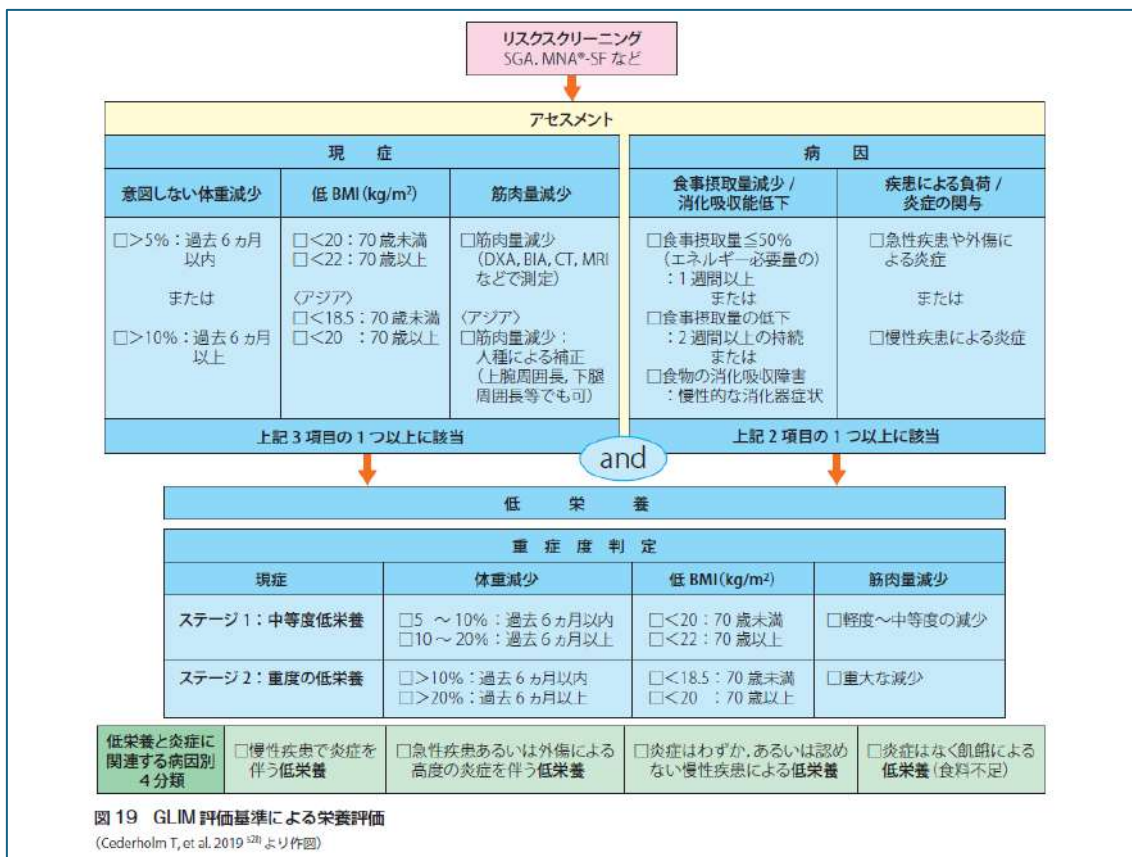 リスクスクリーニング
SGA, MNA®-SF など
アセスメント
現 症
病 因
意図しない体重減少
低 BMI(kg/m²)
筋肉量減少
食事摂取量減少 /
消化吸収能低下
疾患による負荷 /
炎症の関与
□>5%:過去 6 ヵ月
以内
または
□>10%:過去 6 ヵ月
以上
□<20:70 歳未満
□<22:70 歳以上
〈アジア〉
□<18.5:70 歳未満
□<20 :70 歳以上
□筋肉量減少
(DXA, BIA, CT, MRI
などで測定)
〈アジア〉
□筋肉量減少:
人種による補正
(上腕周囲長, 下腿
周囲長等でも可)
□食事摂取量≦50%
(エネルギー必要量の)
:1 週間以上
または
□食事摂取量の低下
:2 週間以上の持続
または
□食物の消化吸収障害
:慢性的な消化器症状
□急性疾患や外傷に
よる炎症
または
□慢性疾患による炎症
上記 3 項目の 1 つ以上に該当
上記 2 項目の 1 つ以上に該当
and
低 栄 養
重 症 度 判 定
現症
体重減少
低 BMI(kg/m²)
筋肉量減少
ステージ 1:中等度低栄養
□5 ~ 10%:過去 6 ヵ月以内
□10 ~ 20%:過去 6 ヵ月以上
□<20:70 歳未満
□<22:70 歳以上
□軽度~中等度の減少
ステージ 2:重度の低栄養
□>10%:過去 6 ヵ月以内
□>20%:過去 6 ヵ月以上
□<18.5:70 歳未満
□<20 :70 歳以上
□重大な減少
低栄養と炎症に
関連する病因別
4 分類
□慢性疾患で炎症を
伴う低栄養
□急性疾患あるいは外傷による
高度の炎症を伴う低栄養
□炎症はわずか, あるいは認め
ない慢性疾患による低栄養
□炎症はなく飢餓による
低栄養(食料不足)
図 19 GLIM 評価基準による栄養評価
(Cederholm T, et al. 2019 より作図)